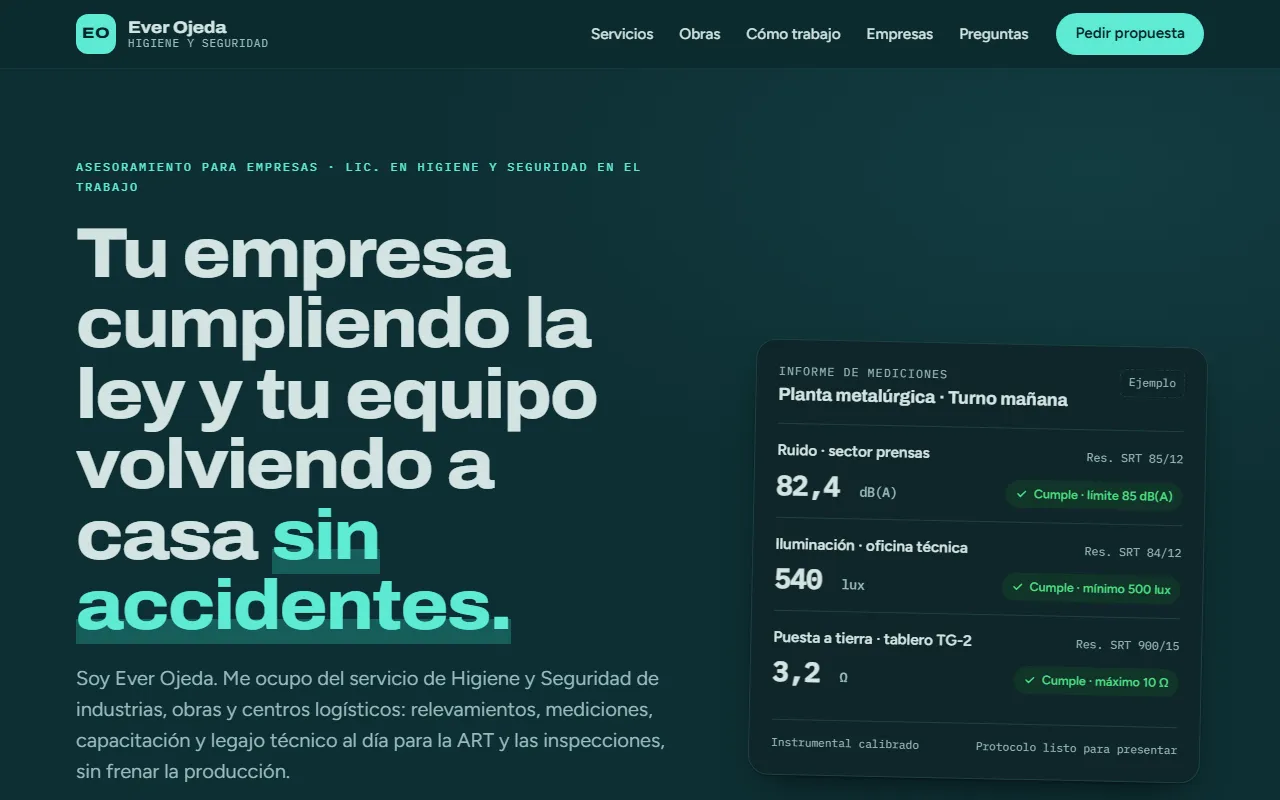 EO
Ever Ojeda
HIGIENE Y SEGURIDAD
Servicios
Obras
Cómo trabajo
Empresas
Preguntas
Pedir propuesta
ASESORAMIENTO PARA EMPRESAS · LIC. EN HIGIENE Y SEGURIDAD EN EL
TRABAJO
Tu empresa
cumpliendo la
ley y tu equipo
volviendo a
casa sin
accidentes.
Soy Ever Ojeda. Me ocupo del servicio de Higiene y Seguridad de
industrias, obras y centros logísticos: relevamientos, mediciones,
capacitación y legajo técnico al día para la ART y las inspecciones,
sin frenar la producción.
INFORME DE MEDICIONES
Planta metalúrgica · Turno mañana
Ejemplo
Ruido · sector prensas
Res. SRT 85/12
82,4 dB(A)
✓ Cumple · límite 85 dB(A)
Iluminación · oficina técnica
Res. SRT 84/12
540 lux
✓ Cumple · mínimo 500 lux
Puesta a tierra · tablero TG-2
Res. SRT 900/15
3,2 Ω
✓ Cumple · máximo 10 Ω
Instrumental calibrado
Protocolo listo para presentar